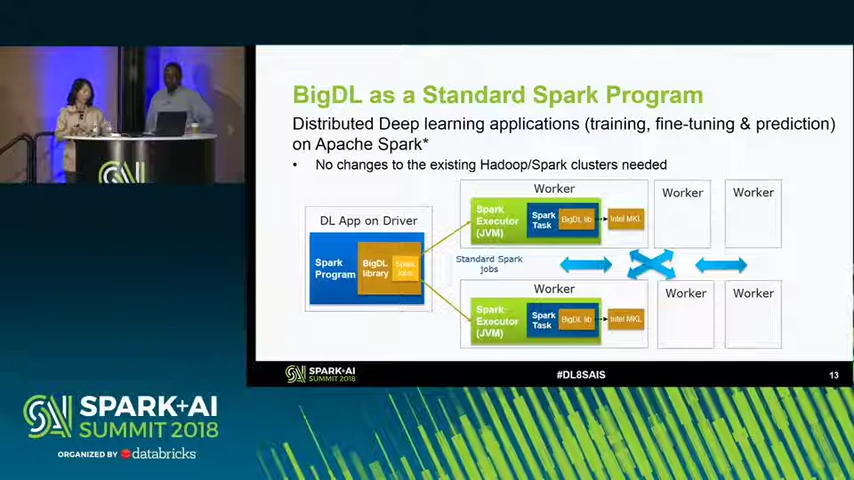 BigDL as a Standard Spark Program
Distributed Deep learning applications (training, fine-tuning & prediction)
on Apache Spark*
• No changes to the existing Hadoop/Spark clusters needed
DL App on Driver
Spark
Program
BigDL
library
Spark
jobs
Standard Spark
jobs
Worker
Spark
Executor
(JVM)
Spark
Task
BigDL lib
Intel MKL
Worker
Worker
Worker
Spark
Executor
(JVM)
Spark
Task
BigDL lib
Intel MKL
Worker
Worker
SPARK+AI
SUMMIT 2018
#DL8SAIS
13
SPARK+AI
SUMMIT 2018
ORGANIZED BY databricks